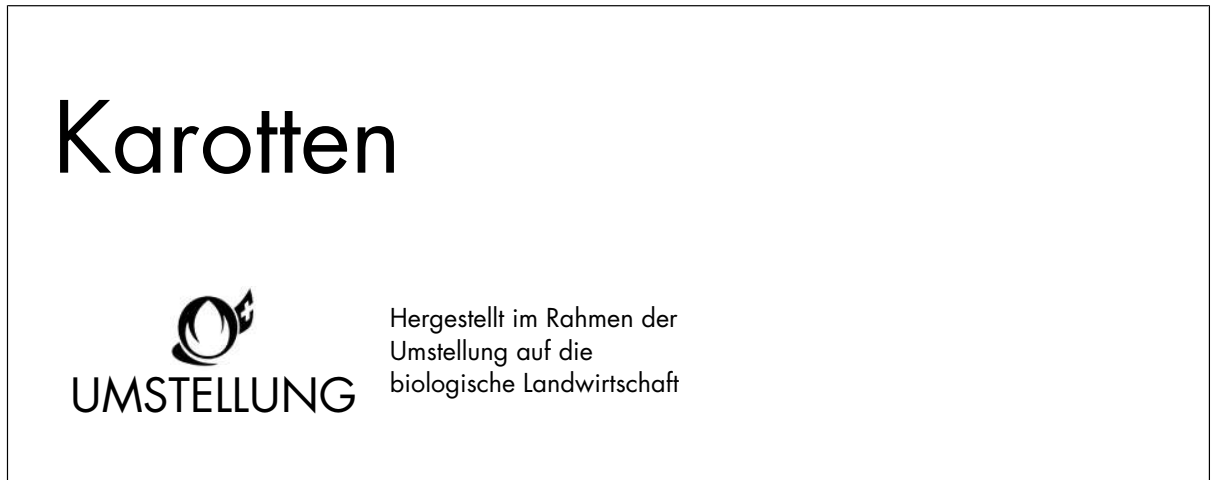 Karotten
UMSTELLUNG
Hergestellt im Rahmen der
Umstellung auf die
biologische Landwirtschaft